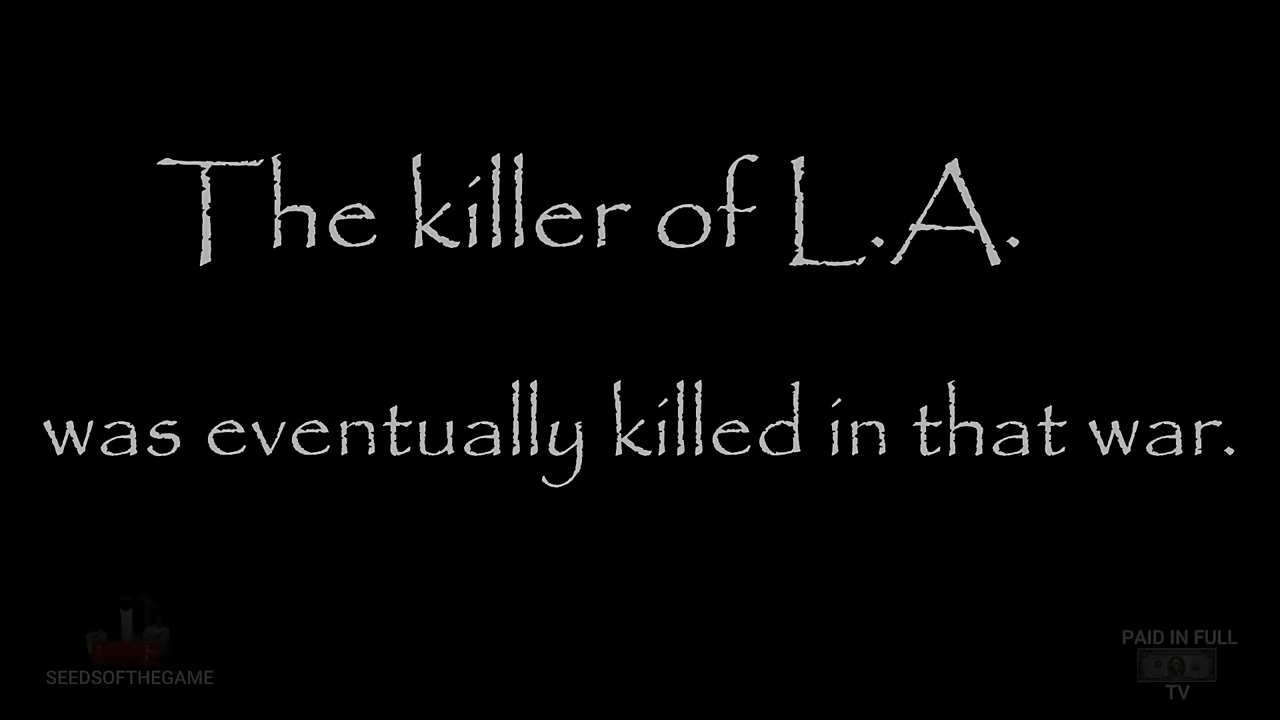 The killer of L.A.
was eventually killed in that war.
SEEDSOFTHEGAME
PAID IN FULL
TV